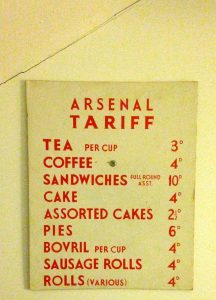 ARSENAL
TARIFF
TEA PER CUP 3D
COFFEE 4D
SANDWICHES FULL ROUND ASST. 10D
CAKE 4D
ASSORTED CAKES 2½D
PIES 6D
BOVRIL PER CUP 4D
SAUSAGE ROLLS 4D
ROLLS (VARIOUS) 4D